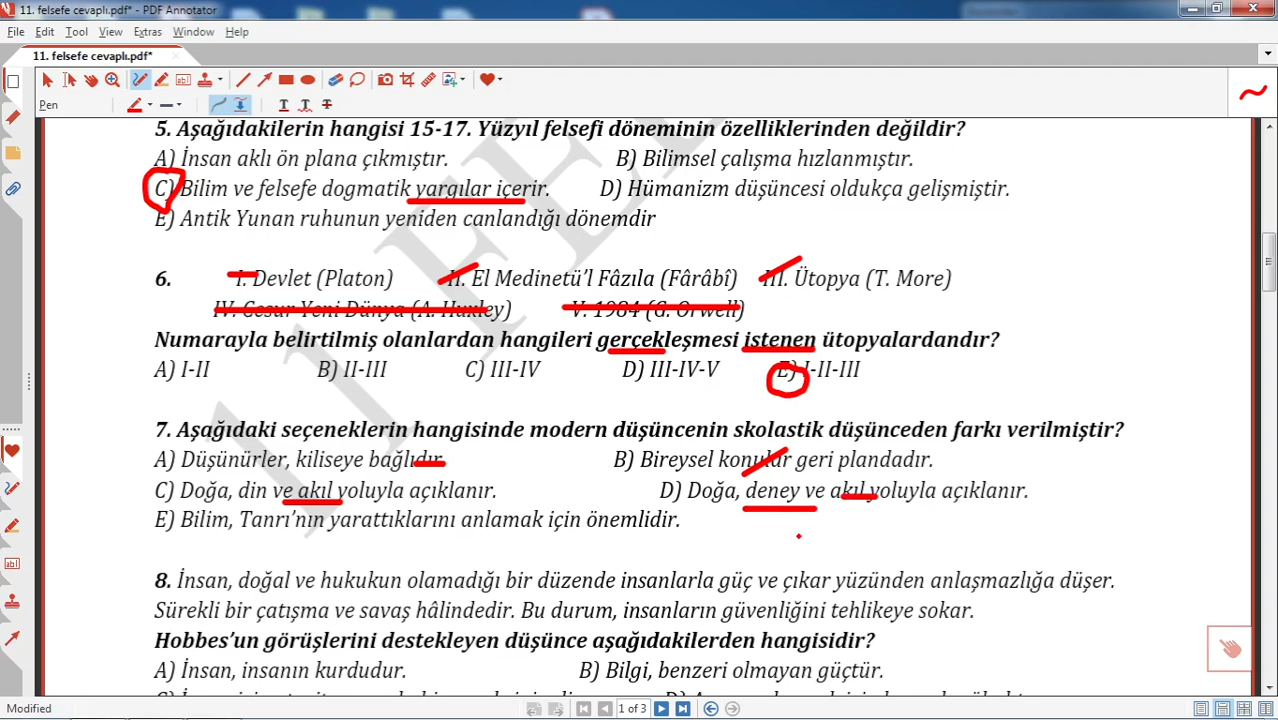 11. felsefe cevaplı.pdf* - PDF Annotator
File Edit Tool Document View Extras Window Help
11. felsefe cevaplı.pdf*
Pen
5. Aşağıdakilerin hangisi 15-17. Yüzyıl felsefi döneminin özelliklerinden değildir?
A) İnsan aklı ön plana çıkmıştır. B) Bilimsel çalışma hızlanmıştır.
C) Bilim ve felsefe dogmatik yargılar içerir. D) Hümanizm düşüncesi oldukça gelişmiştir.
E) Antik Yunan ruhunun yeniden canlandığı dönemdir
6. I. Devlet (Platon) II. El Medinetü'l Fâzıla (Fârâbî) III. Ütopya (T. More)
IV. Cesur Yeni Dünya (A. Huxley) V. 1984 (G. Orwell)
Numarayla belirtilmiş olanlardan hangileri gerçekleşmesi istenen ütopyalardandır?
A) I-II B) II-III C) III-IV D) III-IV-V E) I-II-III
7. Aşağıdaki seçeneklerin hangisinde modern düşüncenin skolastik düşünceden farkı verilmiştir?
A) Düşünürler, kiliseye bağlıdır. B) Bireysel konular geri plandadır.
C) Doğa, din ve akıl yoluyla açıklanır. D) Doğa, deney ve akıl yoluyla açıklanır.
E) Bilim, Tanrı'nın yarattıklarını anlamak için önemlidir.
8. İnsan, doğal ve hukukun olamadığı bir düzende insanlarla güç ve çıkar yüzünden anlaşmazlığa düşer.
Sürekli bir çatışma ve savaş hâlindedir. Bu durum, insanların güvenliğini tehlikeye sokar.
Hobbes'un görüşlerini destekleyen düşünce aşağıdakilerden hangisidir?
A) İnsan, insanın kurdudur. B) Bilgi, benzeri olmayan güçtür.
Modified 1 of 3